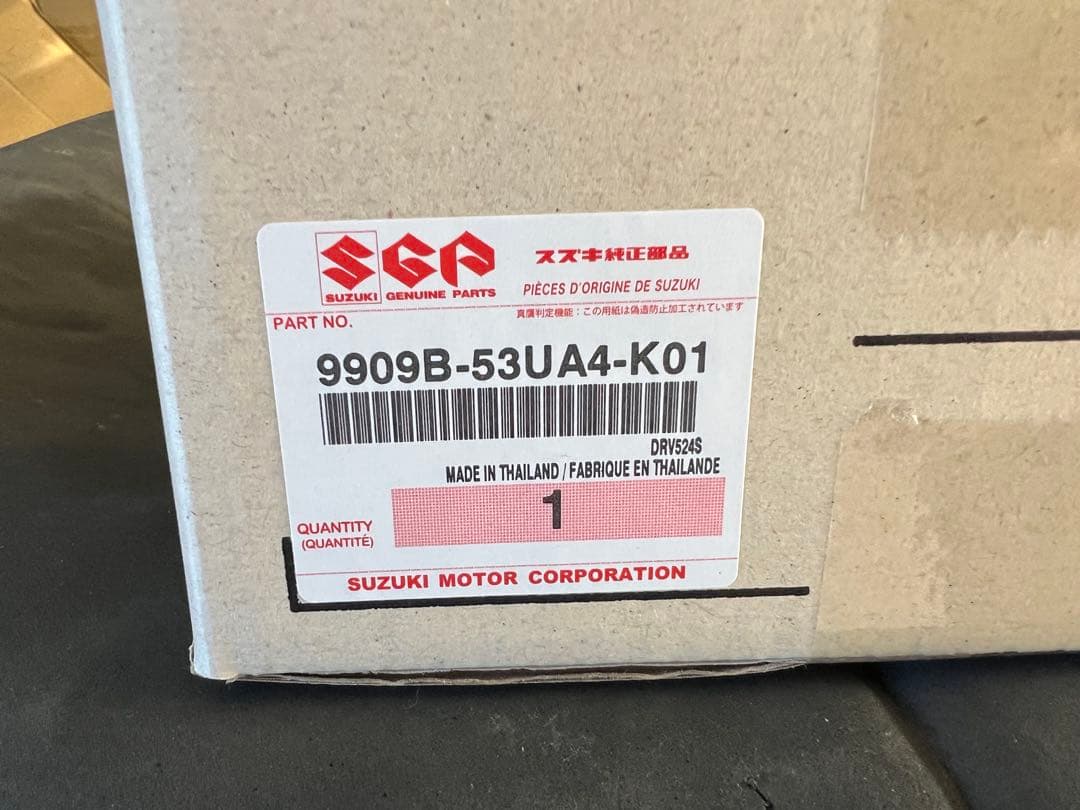 SGP
SUZUKI GENUINE PARTS
スズキ純正部品
PIÈCES D'ORIGINE DE SUZUKI
真贋判定機能：この用紙は偽造防止加工されています
PART NO.
9909B-53UA4-K01
DRV524S
MADE IN THAILAND / FABRIQUE EN THAILANDE
1
QUANTITY
(QUANTITÉ)
SUZUKI MOTOR CORPORATION